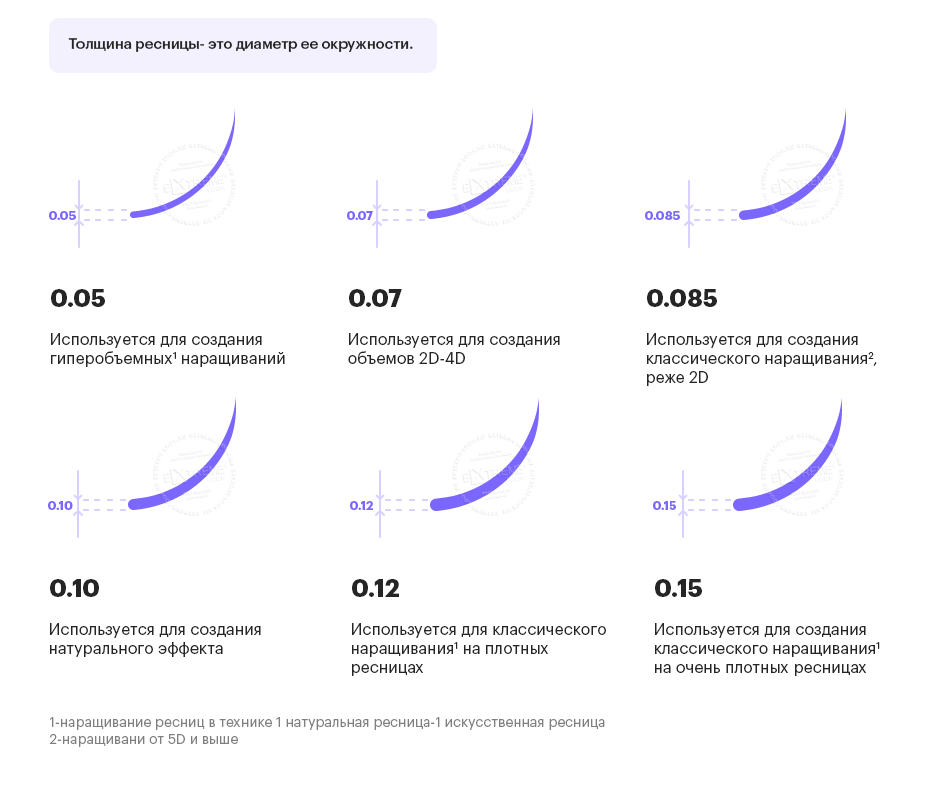 Толщина ресницы- это диаметр ее окружности.
0.05
0.07
0.085
0.05
0.07
0.085
Используется для создания
гиперобъемных¹ наращиваний
Используется для создания
объемов 2D-4D
Используется для создания
классического наращивания²,
реже 2D
0.10
0.12
0.15
0.10
0.12
0.15
Используется для создания
натурального эффекта
Используется для классического
наращивания¹ на плотных
ресницах
Используется для создания
классического наращивания¹
на очень плотных ресницах
1-наращивание ресниц в технике 1 натуральная ресница-1 искусственная ресница
2-наращивани от 5D и выше